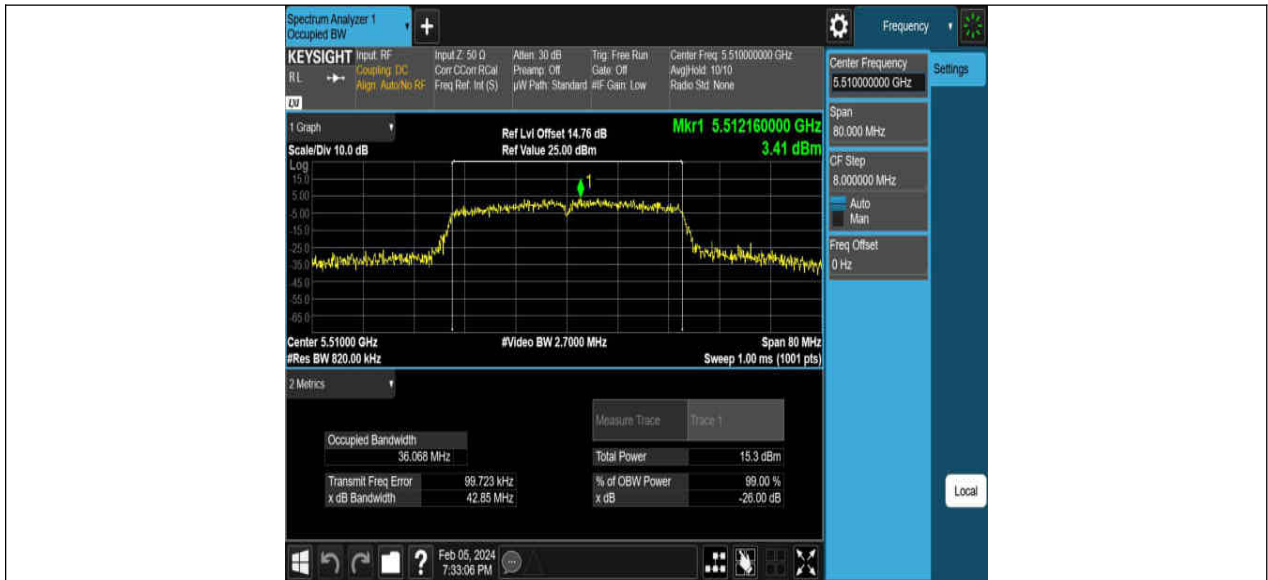 Spectrum Analyzer 1
Occupied BW
+
Frequency
KEYSIGHT Input: RF Input Z: 50 Ω Atten: 30 dB Trig: Free Run Center Freq: 5.510000000 GHz
RL Coupling: DC Corr CCorr RCal Preamp: Off Gate: Off Avg|Hold: 10/10
Align: Auto/No RF Freq Ref: Int (S) µW Path: Standard #IF Gain: Low Radio Std: None
LXI
Center Frequency
5.510000000 GHz
Settings
Span
80.000 MHz
CF Step
8.000000 MHz
Auto
Man
Freq Offset
0 Hz
Local
1 Graph
Ref Lvl Offset 14.76 dB
Mkr1 5.512160000 GHz
Scale/Div 10.0 dB
Ref Value 25.00 dBm
3.41 dBm
Log
15.0
5.00
-5.00
-15.0
-25.0
-35.0
-45.0
-55.0
-65.0
1
Center 5.51000 GHz #Video BW 2.7000 MHz Span 80 MHz
#Res BW 820.00 kHz Sweep 1.00 ms (1001 pts)
2 Metrics
Measure Trace Trace 1
Occupied Bandwidth
36.068 MHz
Total Power 15.3 dBm
Transmit Freq Error 99.723 kHz % of OBW Power 99.00 %
x dB Bandwidth 42.85 MHz x dB -26.00 dB
? Feb 05, 2024
7:33:06 PM